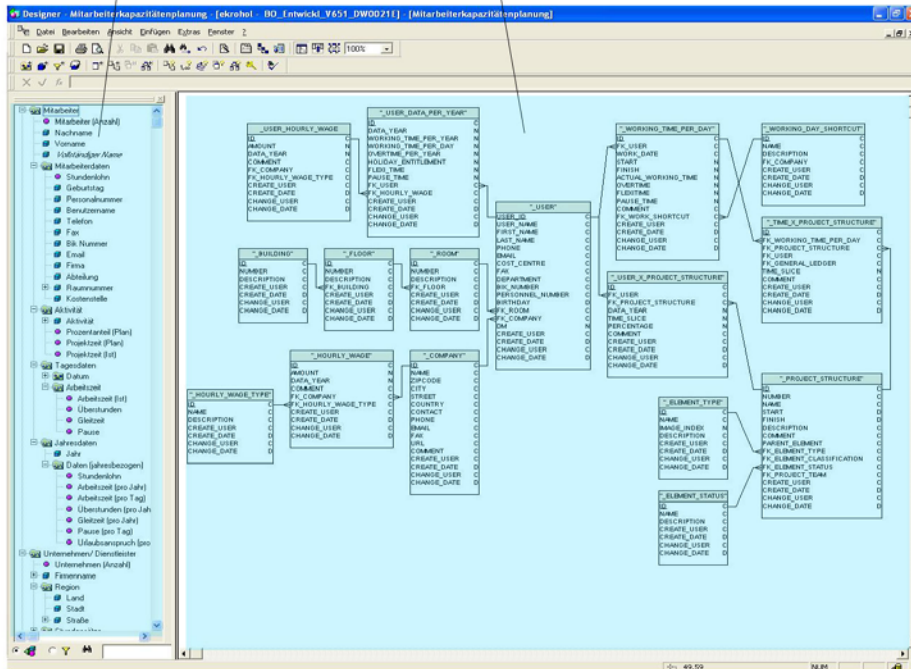 Designer - Mitarbeiterkapazitätenplanung - [ekrohol - BO_Entwickl_V651_DW0D21E] - [Mitarbeiterkapazitätenplanung]
Datei Bearbeiten Ansicht Einfügen Extras Fenster ?
100%
Mitarbeiter
Mitarbeiter (Anzahl)
Nachname
Vorname
Vollständiger Name
Mitarbeiterdaten
Stundenlohn
Geburtstag
Personalnummer
Benutzername
Telefon
Fax
Bik Nummer
Email
Firma
Abteilung
Raumnummer
Kostenstelle
Aktivität
Aktivität
Prozentanteil (Plan)
Projektzeit (Plan)
Projektzeit (Ist)
Tagesdaten
Datum
Arbeitszeit
Arbeitszeit (Ist)
Überstunden
Gleitzeit
Pause
Jahresdaten
Jahr
Daten (jahresbezogen)
Stundenlohn
Arbeitszeit (pro Jahr)
Arbeitszeit (pro Tag)
Überstunden (pro Jah
Gleitzeit (pro Jahr)
Pause (pro Tag)
Urlaubsanspruch (pro
Unternehmen/ Dienstleister
Unternehmen (Anzahl)
Firmenname
Region
Land
Stadt
Straße
"_USER_HOURLY_WAGE
ID C
AMOUNT N
DATA_YEAR N
COMMENT C
FK_COMPANY C
FK_HOURLY_WAGE_TYPE C
CREATE_USER C
CREATE_DATE D
CHANGE_USER C
CHANGE_DATE D
"_USER_DATA_PER_YEAR"
ID C
DATA_YEAR N
WORKING_TIME_PER_YEAR N
WORKING_TIME_PER_DAY N
OVERTIME_PER_YEAR N
HOLIDAY_ENTITLEMENT N
FLEXI_TIME N
PAUSE_TIME N
FK_USER C
FK_HOURLY_WAGE C
CREATE_USER C
CREATE_DATE D
CHANGE_USER C
CHANGE_DATE D
"_USER"
USER_ID C
USER_NAME C
FIRST_NAME C
LAST_NAME C
PHONE C
EMAIL C
COST_CENTRE C
FAX C
DEPARTMENT C
BIK_NUMBER C
PERSONNEL_NUMBER C
BIRTHDAY D
FK_ROOM C
FK_COMPANY C
DM N
CREATE_USER C
CREATE_DATE D
CHANGE_USER C
CHANGE_DATE D
"_WORKING_TIME_PER_DAY"
ID C
FK_USER C
WORK_DATE C
START N
FINISH N
ACTUAL_WORKING_TIME N
OVERTIME N
FLEXITIME N
PAUSE_TIME N
COMMENT C
FK_WORK_SHORTCUT C
CREATE_USER C
CREATE_DATE D
CHANGE_USER C
CHANGE_DATE D
"_WORKING_DAY_SHORTCUT"
ID C
NAME C
DESCRIPTION C
FK_COMPANY C
CREATE_USER C
CREATE_DATE D
CHANGE_USER C
CHANGE_DATE D
"_TIME_X_PROJECT_STRUCTURE"
ID C
FK_WORKING_TIME_PER_DAY C
FK_PROJECT_STRUCTURE C
FK_USER C
FK_GENERAL_LEDGER C
TIME_SLICE N
COMMENT C
CREATE_USER C
CREATE_DATE D
CHANGE_USER C
CHANGE_DATE D
"_BUILDING"
ID C
NUMBER C
DESCRIPTION C
CREATE_USER C
CREATE_DATE D
CHANGE_USER C
CHANGE_DATE D
"_FLOOR"
ID C
NUMBER C
DESCRIPTION C
FK_BUILDING C
CREATE_USER C
CREATE_DATE D
CHANGE_USER C
CHANGE_DATE D
"_ROOM"
ID C
NUMBER C
DESCRIPTION C
FK_FLOOR C
CREATE_USER C
CREATE_DATE D
CHANGE_USER C
CHANGE_DATE D
"_USER_X_PROJECT_STRUCTURE"
ID C
FK_USER C
FK_PROJECT_STRUCTURE C
DATA_YEAR N
TIME_SLICE N
PERCENTAGE N
COMMENT C
CREATE_USER C
CREATE_DATE D
CHANGE_USER C
CHANGE_DATE D
"_HOURLY_WAGE_TYPE"
ID C
NAME C
DESCRIPTION C
CREATE_USER C
CREATE_DATE D
CHANGE_USER C
CHANGE_DATE D
"_HOURLY_WAGE"
ID C
AMOUNT N
DATA_YEAR N
COMMENT C
FK_COMPANY C
FK_HOURLY_WAGE_TYPE C
CREATE_USER C
CREATE_DATE D
CHANGE_USER C
CHANGE_DATE D
"_COMPANY"
ID C
NAME C
ZIPCODE C
CITY C
STREET C
COUNTRY C
CONTACT C
PHONE C
EMAIL C
FAX C
URL C
COMMENT C
CREATE_USER C
CREATE_DATE D
CHANGE_USER C
CHANGE_DATE D
"_ELEMENT_TYPE"
ID C
NAME C
IMAGE_INDEX N
DESCRIPTION C
CREATE_USER C
CREATE_DATE D
CHANGE_USER C
CHANGE_DATE D
"_ELEMENT_STATUS"
ID C
NAME C
DESCRIPTION C
CREATE_USER C
CREATE_DATE D
CHANGE_USER C
CHANGE_DATE D
"_PROJECT_STRUCTURE"
ID C
NUMBER C
NAME C
START D
FINISH D
DESCRIPTION C
COMMENT C
PARENT_ELEMENT C
FK_ELEMENT_TYPE C
FK_ELEMENT_CLASSIFICATION C
FK_ELEMENT_STATUS C
FK_PROJECT_TEAM C
CREATE_USER C
CREATE_DATE D
CHANGE_USER C
CHANGE_DATE D
49,59 NUM